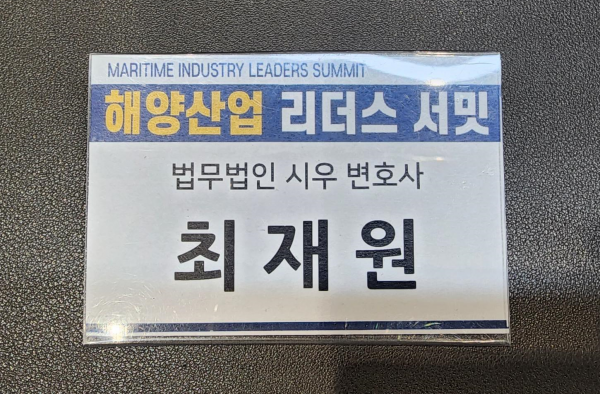 MARITIME INDUSTRY LEADERS SUMMIT
해양산업 리더스 서밋
법무법인 시우 변호사
최재원